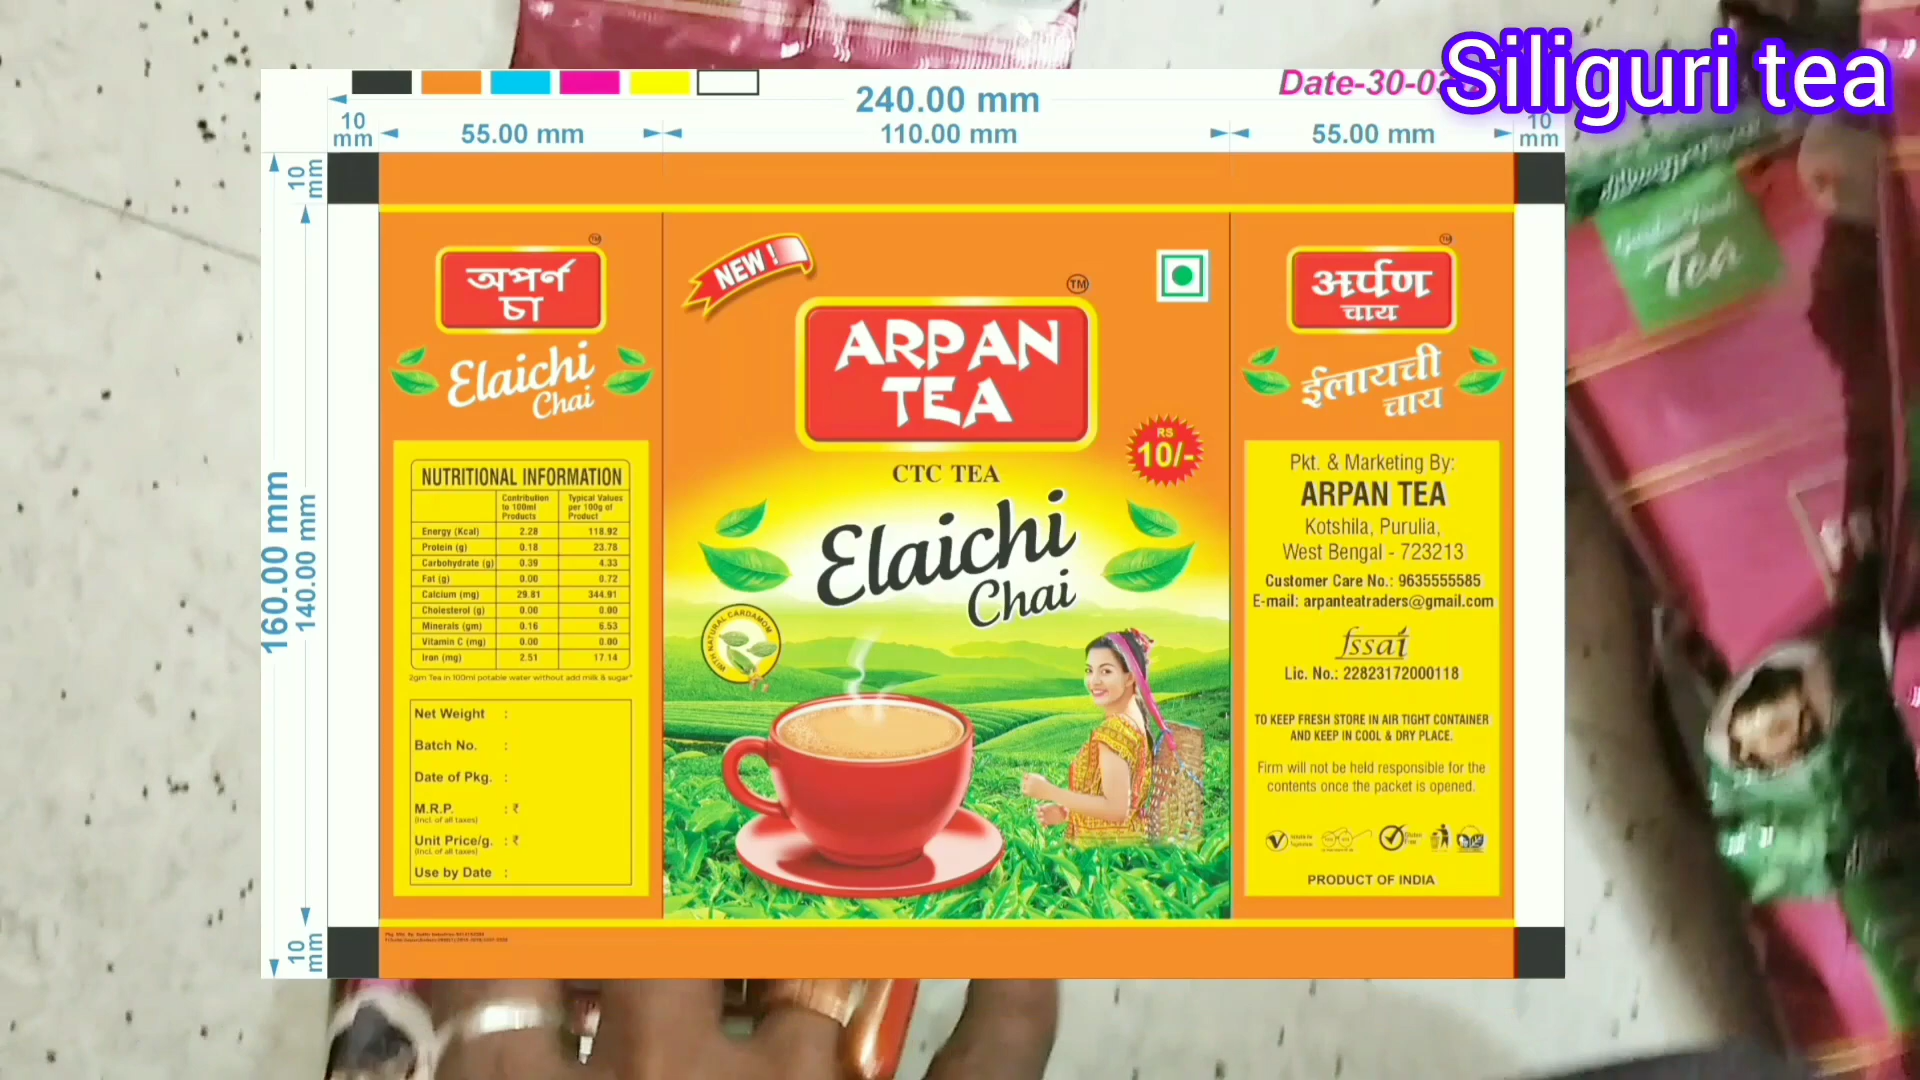 Siliguri tea
Date-30-03
240.00 mm
10 mm
55.00 mm
110.00 mm
55.00 mm
10 mm
10 mm
160.00 mm
140.00 mm
10 mm
TM
অপর্ণ
চা
Elaichi
Chai
NUTRITIONAL INFORMATION
Contribution to 100ml Products
Typical Values per 100g of Product
Energy (Kcal) 2.28 118.92
Protein (g) 0.18 23.78
Carbohydrate (g) 0.39 4.33
Fat (g) 0.00 0.72
Calcium (mg) 29.81 344.91
Cholesterol (g) 0.00 0.00
Minerals (gm) 0.16 6.53
Vitamin C (mg) 0.00 0.00
Iran (mg) 2.51 17.14
2gm Tea in 100ml potable water without add milk & sugar*
Net Weight :
Batch No. :
Date of Pkg. :
M.R.P. : ₹
(Incl. of all taxes)
Unit Price/g. : ₹
(Incl. of all taxes)
Use by Date :
NEW !
TM
ARPAN
TEA
RS
10/-
CTC TEA
Elaichi
Chai
WITH NATURAL CARDAMOM
TM
अर्पण
चाय
ईलायची
चाय
Pkt. & Marketing By:
ARPAN TEA
Kotshila, Purulia,
West Bengal - 723213
Customer Care No.: 9635555585
E-mail: arpanteatraders@gmail.com
fssai
Lic. No.: 22823172000118
TO KEEP FRESH STORE IN AIR TIGHT CONTAINER
AND KEEP IN COOL & DRY PLACE.
Firm will not be held responsible for the
contents once the packet is opened.
PRODUCT OF INDIA
Tea